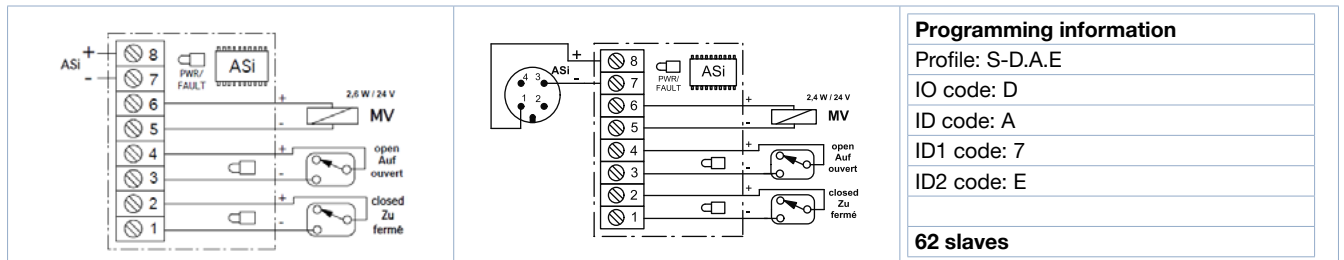 ASi + 8
- 7
PWR/
FAULT
ASi
6 + 2,6 W / 24 V
5 - MV
4 + open
Auf
3 - ouvert
2 + closed
Zu
1 - fermé
+ 8
ASi
- 7
4 3
1 2
PWR/
FAULT
ASi
6 + 2,4 W / 24 V
5 - MV
4 + open
Auf
3 - ouvert
2 + closed
Zu
1 - fermé
Programming information
Profile: S-D.A.E
IO code: D
ID code: A
ID1 code: 7
ID2 code: E
62 slaves